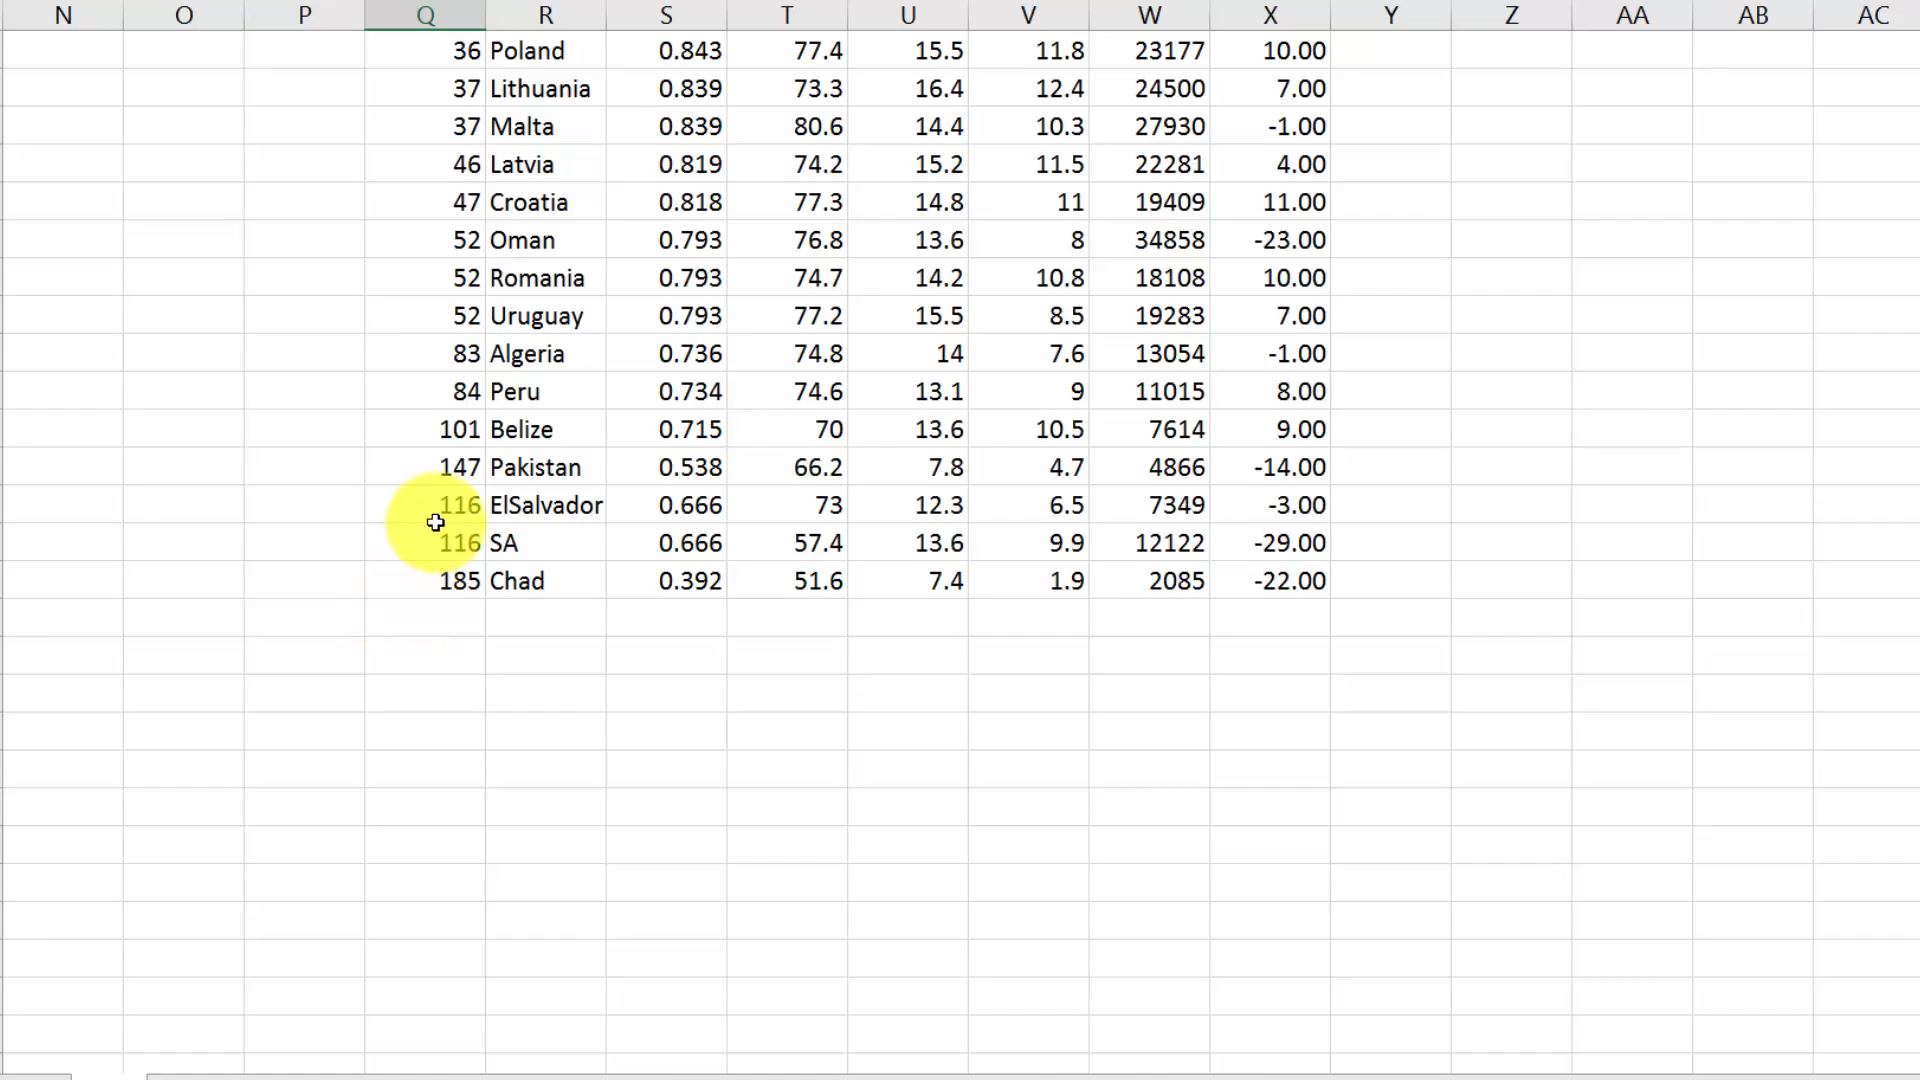 N O P Q R S T U V W X Y Z AA AB AC
36 Poland 0.843 77.4 15.5 11.8 23177 10.00
37 Lithuania 0.839 73.3 16.4 12.4 24500 7.00
37 Malta 0.839 80.6 14.4 10.3 27930 -1.00
46 Latvia 0.819 74.2 15.2 11.5 22281 4.00
47 Croatia 0.818 77.3 14.8 11 19409 11.00
52 Oman 0.793 76.8 13.6 8 34858 -23.00
52 Romania 0.793 74.7 14.2 10.8 18108 10.00
52 Uruguay 0.793 77.2 15.5 8.5 19283 7.00
83 Algeria 0.736 74.8 14 7.6 13054 -1.00
84 Peru 0.734 74.6 13.1 9 11015 8.00
101 Belize 0.715 70 13.6 10.5 7614 9.00
147 Pakistan 0.538 66.2 7.8 4.7 4866 -14.00
116 ElSalvador 0.666 73 12.3 6.5 7349 -3.00
116 SA 0.666 57.4 13.6 9.9 12122 -29.00
185 Chad 0.392 51.6 7.4 1.9 2085 -22.00